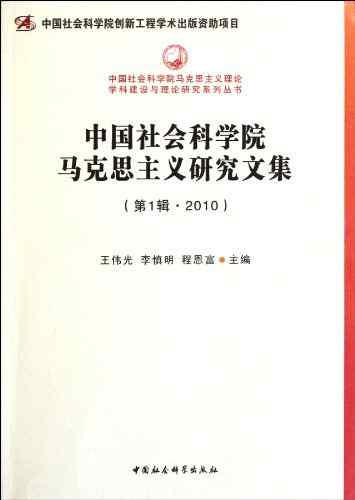 中国社会科学院创新工程学术出版资助项目
中国社会科学院马克思主义理论
学科建设与理论研究系列丛书
中国社会科学院
马克思主义研究文集
（第1辑·2010）
王伟光 李慎明 程恩富●主编
中国社会科学出版社